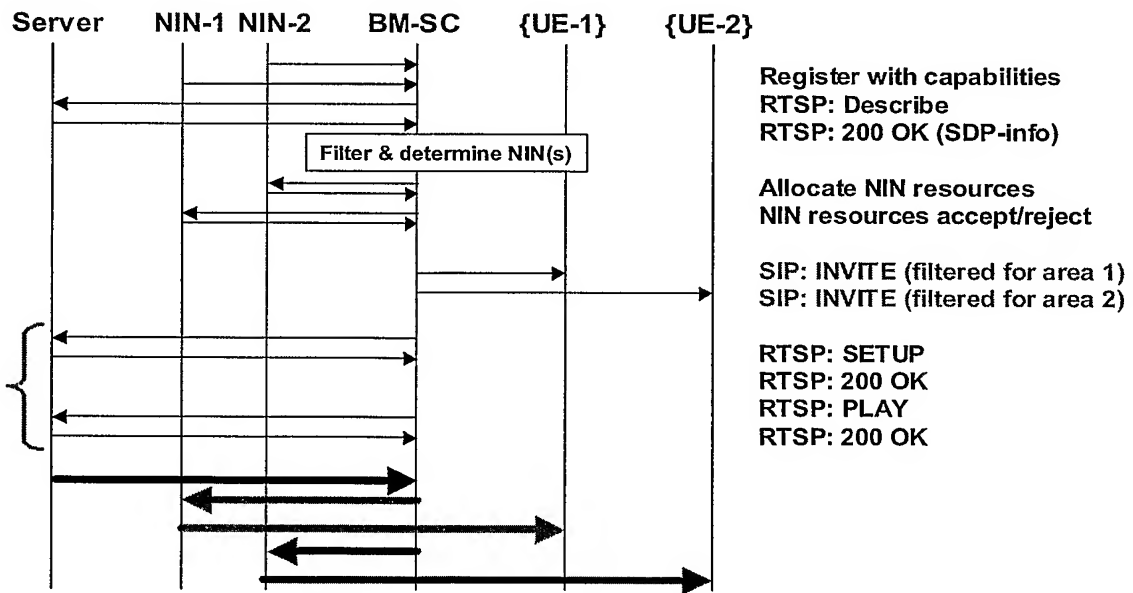 Server NIN-1 NIN-2 BM-SC {UE-1} {UE-2}
Register with capabilities
RTSP: Describe
RTSP: 200 OK (SDP-info)
Filter & determine NIN(s)
Allocate NIN resources
NIN resources accept/reject
SIP: INVITE (filtered for area 1)
SIP: INVITE (filtered for area 2)
RTSP: SETUP
RTSP: 200 OK
RTSP: PLAY
RTSP: 200 OK